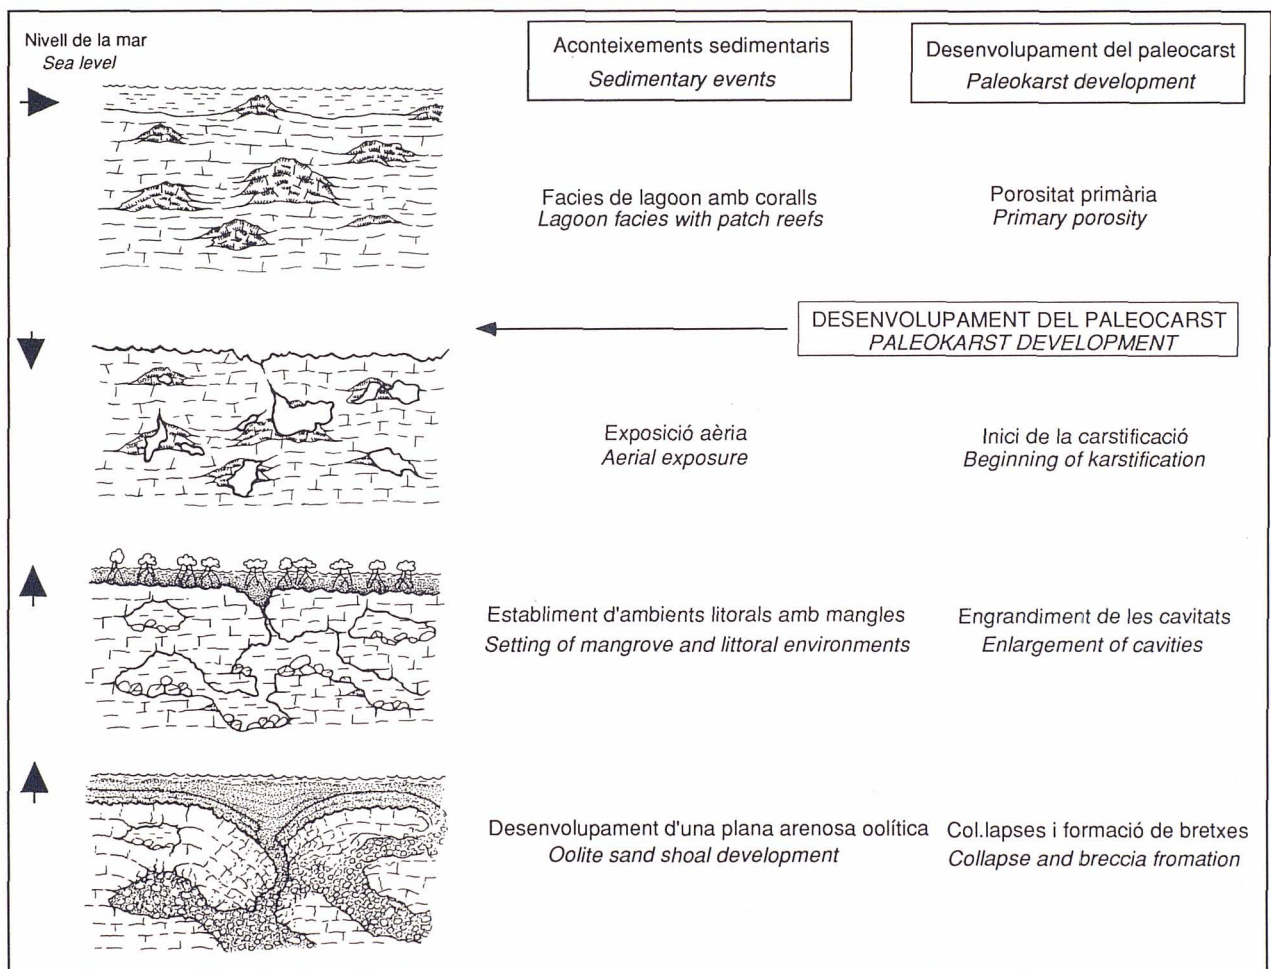 Nivell de la mar
Sea level
Aconteixements sedimentaris
Sedimentary events
Desenvolupament del paleocarst
Paleokarst development
Facies de lagoon amb coralls
Lagoon facies with patch reefs
Porositat primària
Primary porosity
DESENVOLUPAMENT DEL PALEOCARST
PALEOKARST DEVELOPMENT
Exposició aèria
Aerial exposure
Inici de la carstificació
Beginning of karstification
Establiment d'ambients litorals amb mangles
Setting of mangrove and littoral environments
Engrandiment de les cavitats
Enlargement of cavities
Desenvolupament d'una plana arenosa oolítica
Oolite sand shoal development
Col.lapses i formació de bretxes
Collapse and breccia fromation